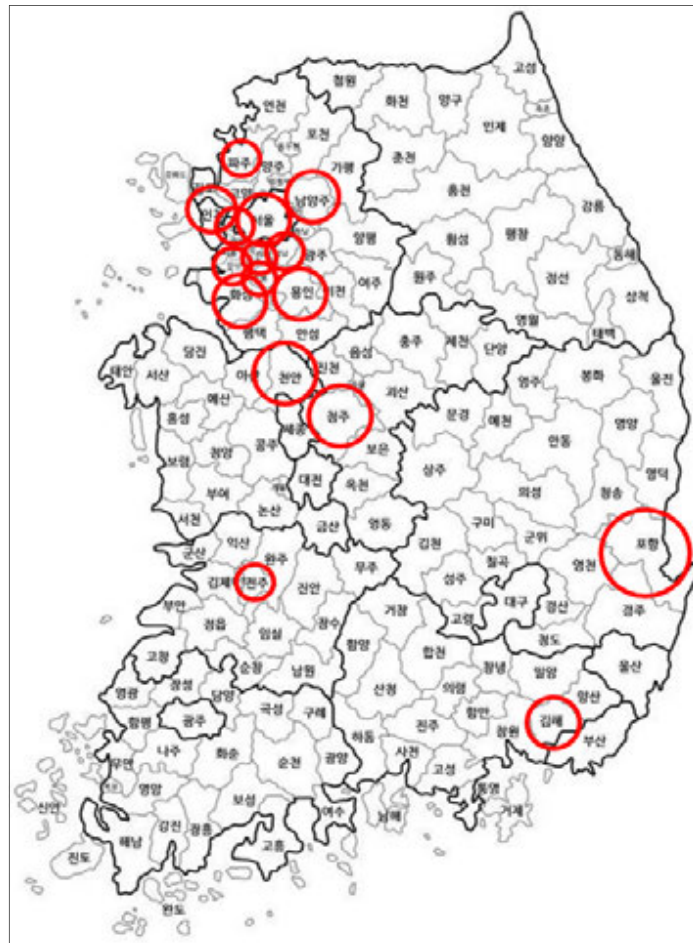 고성
철원
화천
양구
연천
인제
포천
양양
파주
양주
춘천
가평
홍천
남양주
강릉
서울
양평
횡성
평창
광주
동해
여주
원주
정선
삼척
화성
용인
이천
평택
안성
영월
태백
당진
음성
충주
제천
단양
태안
서산
아산
천안
진천
영주
봉화
울진
예산
괴산
홍성
청주
문경
예천
영양
세종
안동
보령
청양
공주
보은
상주
영덕
대전
의성
청송
부여
논산
옥천
서천
금산
영동
김천
구미
군위
포항
군산
익산
완주
무주
칠곡
영천
김제
전주
진안
성주
대구
경산
경주
부안
정읍
임실
장수
거창
고령
청도
고창
순창
남원
함양
합천
창녕
밀양
울산
영광
장성
담양
산청
의령
양산
함평
광주
곡성
구례
진주
함안
창원
김해
부산
무안
나주
화순
순천
광양
하동
사천
고성
신안
영암
보성
여수
남해
통영
거제
해남
강진
장흥
고흥
진도
완도